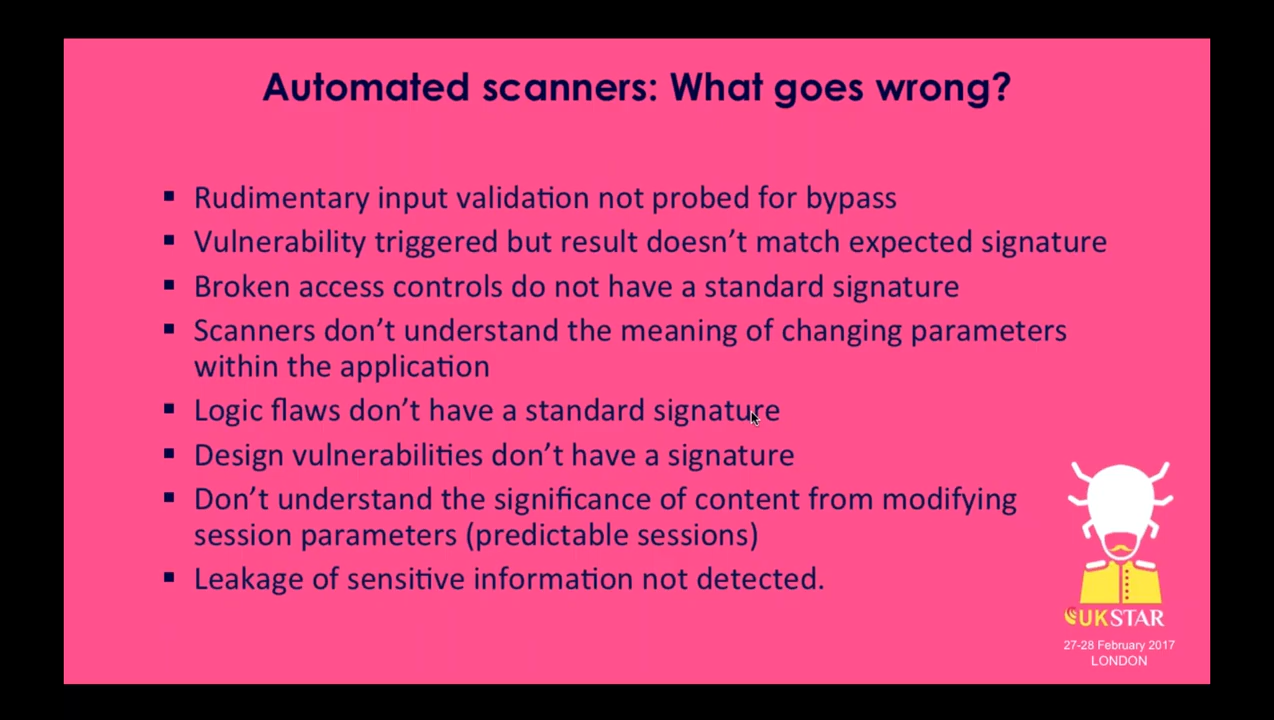 Automated scanners: What goes wrong?
▪ Rudimentary input validation not probed for bypass
▪ Vulnerability triggered but result doesn’t match expected signature
▪ Broken access controls do not have a standard signature
▪ Scanners don’t understand the meaning of changing parameters
within the application
▪ Logic flaws don’t have a standard signature
▪ Design vulnerabilities don’t have a signature
▪ Don’t understand the significance of content from modifying
session parameters (predictable sessions)
▪ Leakage of sensitive information not detected.
UKSTAR
27-28 February 2017
LONDON